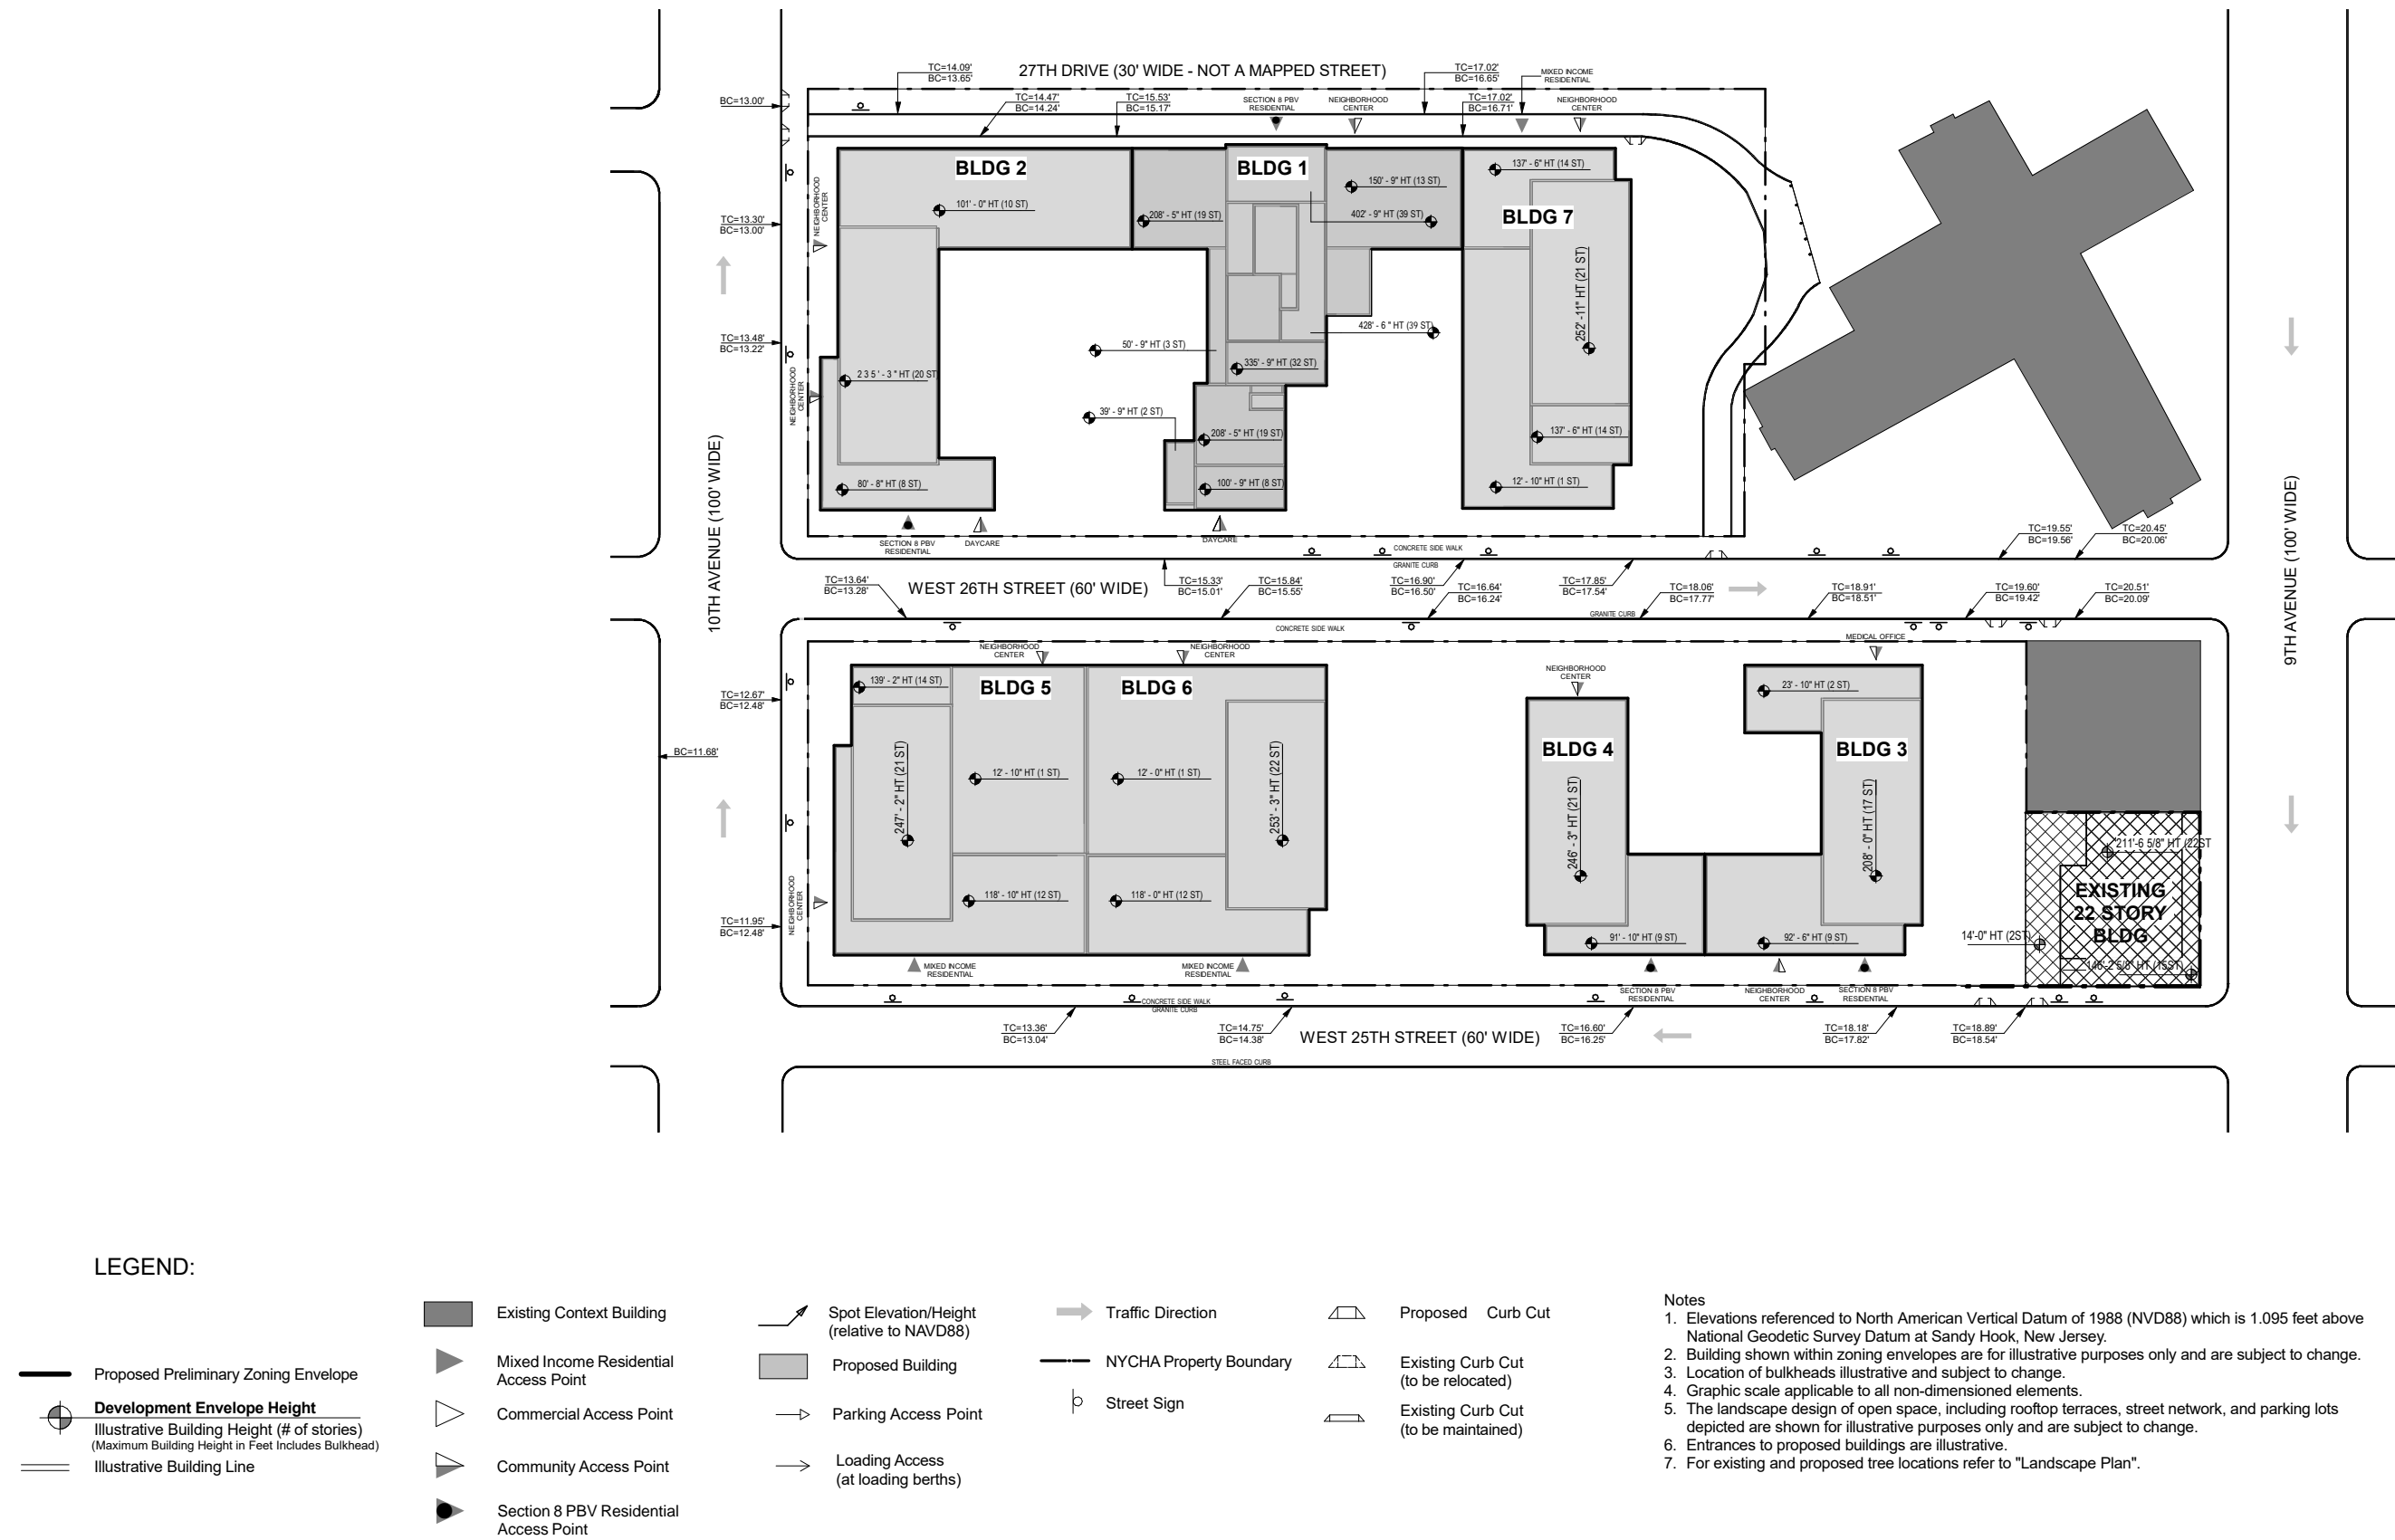 27TH DRIVE (30' WIDE - NOT A MAPPED STREET)
TC=14.09'
BC=13.65'
TC=17.02'
BC=16.65'
MIXED INCOME
RESIDENTIAL
BC=13.00'
TC=14.47'
BC=14.24'
TC=15.53'
BC=15.17'
SECTION 8 PBV
RESIDENTIAL
NEIGHBORHOOD
CENTER
TC=17.02'
BC=16.71'
NEIGHBORHOOD
CENTER
BLDG 2
BLDG 1
137' - 6" HT (14 ST)
150' - 9" HT (13 ST)
NEIGHBORHOOD
CENTER
101' - 0" HT (10 ST)
208' - 5" HT (19 ST)
402' - 9" HT (39 ST)
BLDG 7
TC=13.30'
BC=13.00'
252' -11" HT (21 ST)
428' - 6 " HT (39 ST)
TC=13.48'
BC=13.22'
50' - 9" HT (3 ST)
335' - 9" HT (32 ST)
2 3 5 ' - 3 " HT (20 ST
NEIGHBORHOOD
CENTER
39' - 9" HT (2 ST)
208' - 5" HT (19 ST)
137' - 6" HT (14 ST)
80' - 8" HT (8 ST)
100' - 9" HT (8 ST)
12' - 10" HT (1 ST)
10TH AVENUE (100' WIDE)
9TH AVENUE (100' WIDE)
SECTION 8 PBV
RESIDENTIAL
DAYCARE
DAYCARE
CONCRETE SIDE WALK
GRANITE CURB
TC=19.55'
BC=19.56'
TC=20.45'
BC=20.06'
TC=13.64'
BC=13.28'
WEST 26TH STREET (60' WIDE)
TC=15.33'
BC=15.01'
TC=15.84'
BC=15.55'
TC=16.90'
BC=16.50'
TC=16.64'
BC=16.24'
TC=17.85'
BC=17.54'
TC=18.06'
BC=17.77'
TC=18.91'
BC=18.51'
TC=19.60'
BC=19.42'
TC=20.51'
BC=20.09'
GRANITE CURB
CONCRETE SIDE WALK
MEDICAL OFFICE
NEIGHBORHOOD
CENTER
NEIGHBORHOOD
CENTER
NEIGHBORHOOD
CENTER
139' - 2" HT (14 ST)
BLDG 5
BLDG 6
23' - 10" HT (2 ST)
TC=12.67'
BC=12.48'
BC=11.68'
BLDG 4
BLDG 3
247' - 2" HT (21 ST)
12' - 10" HT (1 ST)
12' - 0" HT (1 ST)
253' - 3" HT (22 ST)
246' - 3" HT (21 ST)
208' - 0" HT (17 ST)
211'-6 5/8" HT (22ST
EXISTING
22 STORY
BLDG
118' - 10" HT (12 ST)
118' - 0" HT (12 ST)
NEIGHBORHOOD
CENTER
TC=11.95'
BC=12.48'
91' - 10" HT (9 ST)
92' - 6" HT (9 ST)
14'-0" HT (2ST)
146'-2 5/8" HT (15ST)
MIXED INCOME
RESIDENTIAL
MIXED INCOME
RESIDENTIAL
SECTION 8 PBV
RESIDENTIAL
NEIGHBORHOOD
CENTER
SECTION 8 PBV
RESIDENTIAL
CONCRETE SIDE WALK
GRANITE CURB
TC=13.36'
BC=13.04'
TC=14.75'
BC=14.38'
WEST 25TH STREET (60' WIDE)
TC=16.60'
BC=16.25'
TC=18.18'
BC=17.82'
TC=18.89'
BC=18.54'
STEEL FACED CURB
LEGEND:
Proposed Preliminary Zoning Envelope
Development Envelope Height
Illustrative Building Height (# of stories)
(Maximum Building Height in Feet Includes Bulkhead)
Illustrative Building Line
Existing Context Building
Mixed Income Residential
Access Point
Commercial Access Point
Community Access Point
Section 8 PBV Residential
Access Point
Spot Elevation/Height
(relative to NAVD88)
Proposed Building
Parking Access Point
Loading Access
(at loading berths)
Traffic Direction
NYCHA Property Boundary
Street Sign
Proposed Curb Cut
Existing Curb Cut
(to be relocated)
Existing Curb Cut
(to be maintained)
Notes
1. Elevations referenced to North American Vertical Datum of 1988 (NVD88) which is 1.095 feet above
National Geodetic Survey Datum at Sandy Hook, New Jersey.
2. Building shown within zoning envelopes are for illustrative purposes only and are subject to change.
3. Location of bulkheads illustrative and subject to change.
4. Graphic scale applicable to all non-dimensioned elements.
5. The landscape design of open space, including rooftop terraces, street network, and parking lots
depicted are shown for illustrative purposes only and are subject to change.
6. Entrances to proposed buildings are illustrative.
7. For existing and proposed tree locations refer to "Landscape Plan".